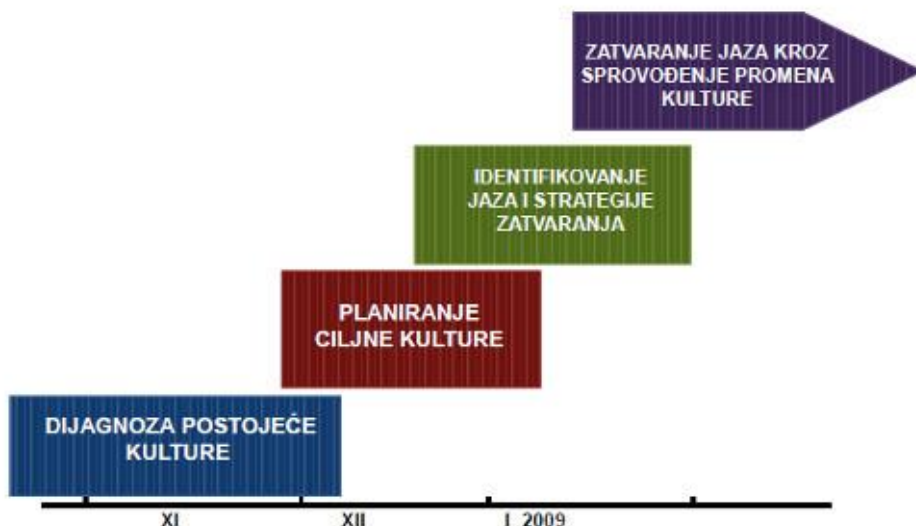 ZATVARANJE JAZA KROZ
SPROVOĐENJE PROMENA
KULTURE
IDENTIFIKOVANJE
JAZA I STRATEGIJE
ZATVARANJA
PLANIRANJE
CILJNE KULTURE
DIJAGNOZA POSTOJEĆE
KULTURE
XI XII I 2009